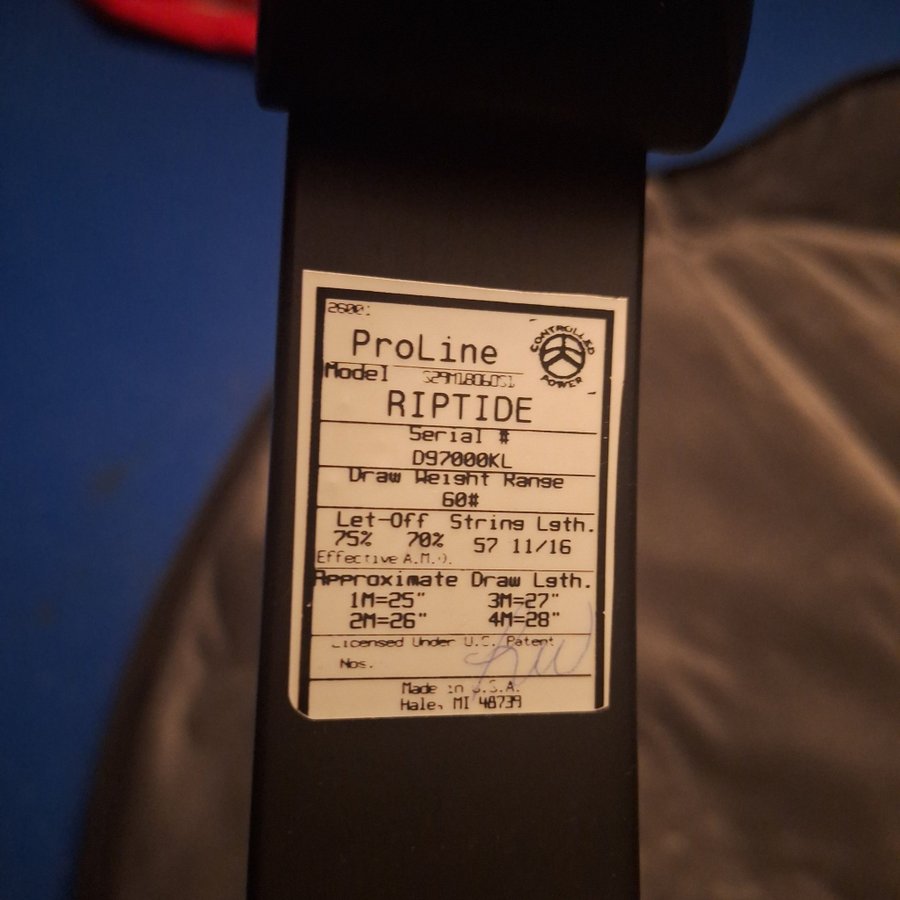 ProLine
CONTROLLED
POWER
Model
RIPTIDE
Serial #
D97000KL
Draw Weight Range
60#
Let-Off String Lgth.
75% 70% 57 11/16
Effective A.M.O.
Approximate Draw Lgth.
1M=25" 3M=27"
2M=26" 4M=28"
Licensed Under U.S. Patent
Nos.
Made in U.S.A.
Hale, MI 48739